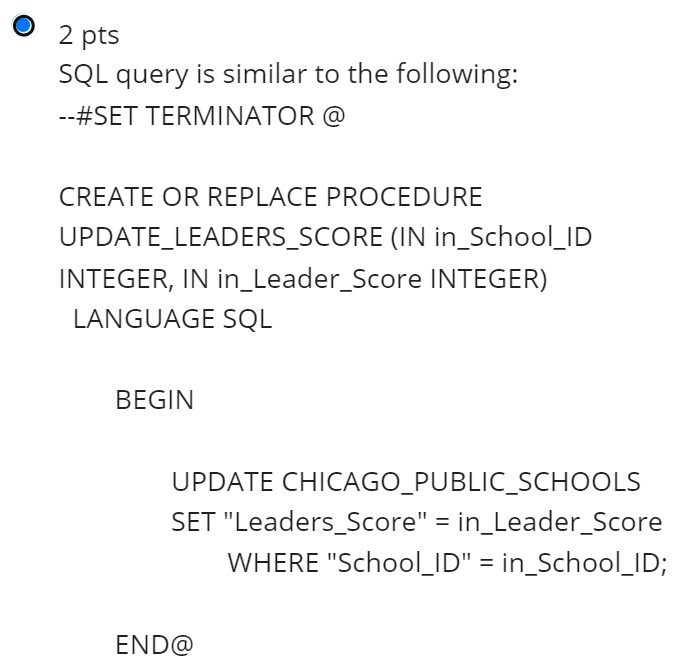 2 pts
SQL query is similar to the following:
--#SET TERMINATOR @
CREATE OR REPLACE PROCEDURE
UPDATE_LEADERS_SCORE (IN in_School_ID
INTEGER, IN in_Leader_Score INTEGER)
LANGUAGE SQL
BEGIN
UPDATE CHICAGO_PUBLIC_SCHOOLS
SET "Leaders_Score" = in_Leader_Score
WHERE "School_ID" = in_School_ID;
END@